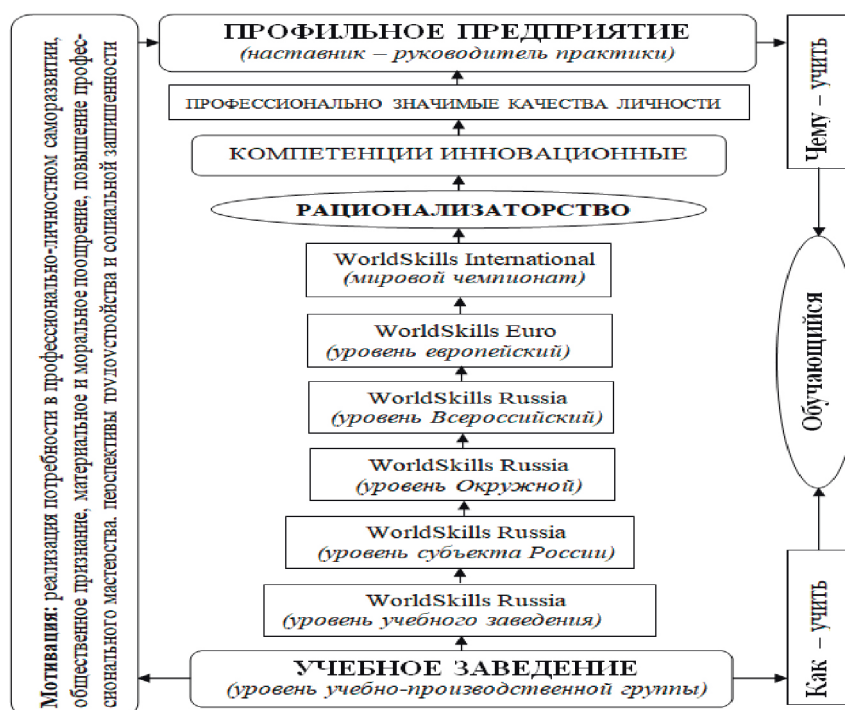 ПРОФИЛЬНОЕ ПРЕДПРИЯТИЕ
(наставник – руководитель практики)
ПРОФЕССИОНАЛЬНО ЗНАЧИМЫЕ КАЧЕСТВА ЛИЧНОСТИ
КОМПЕТЕНЦИИ ИННОВАЦИОННЫЕ
РАЦИОНАЛИЗАТОРСТВО
WorldSkills International
(мировой чемпионат)
WorldSkills Euro
(уровень европейский)
WorldSkills Russia
(уровень Всероссийский)
WorldSkills Russia
(уровень Окружной)
WorldSkills Russia
(уровень субъекта России)
WorldSkills Russia
(уровень учебного заведения)
УЧЕБНОЕ ЗАВЕДЕНИЕ
(уровень учебно-производственной группы)
Мотивация: реализация потребности в профессионально-личностном саморазвитии,
общественное признание, материальное и моральное поощрение, повышение профес-
сионального мастерства, перспективы трудоустройства и социальной защищенности
Чему – учить
Обучающийся
Как – учить